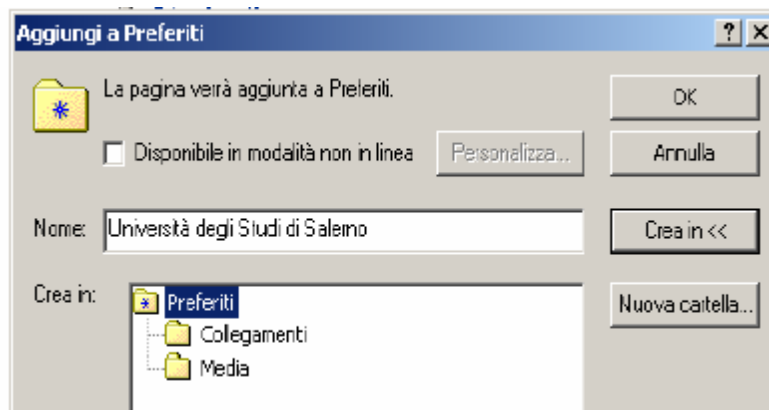 Aggiungi a Preferiti
La pagina verrà aggiunta a Preferiti.
OK
Disponibile in modalità non in linea
Personalizza...
Annulla
Nome:
Università degli Studi di Salerno
Crea in <<
Crea in:
Preferiti
Nuova cartella...
Collegamenti
Media